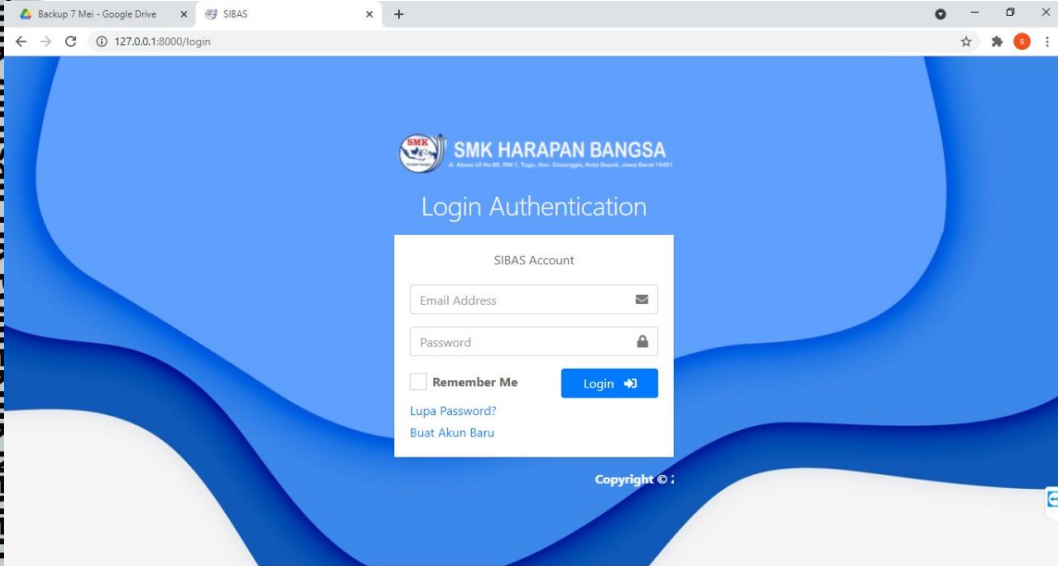 Backup 7 Mei - Google Drive
SIBAS
127.0.0.1:8000/login
SMK
SMK HARAPAN BANGSA
Login Authentication
SIBAS Account
Email Address
Password
Remember Me
Login
Lupa Password?
Buat Akun Baru
Copyright ©